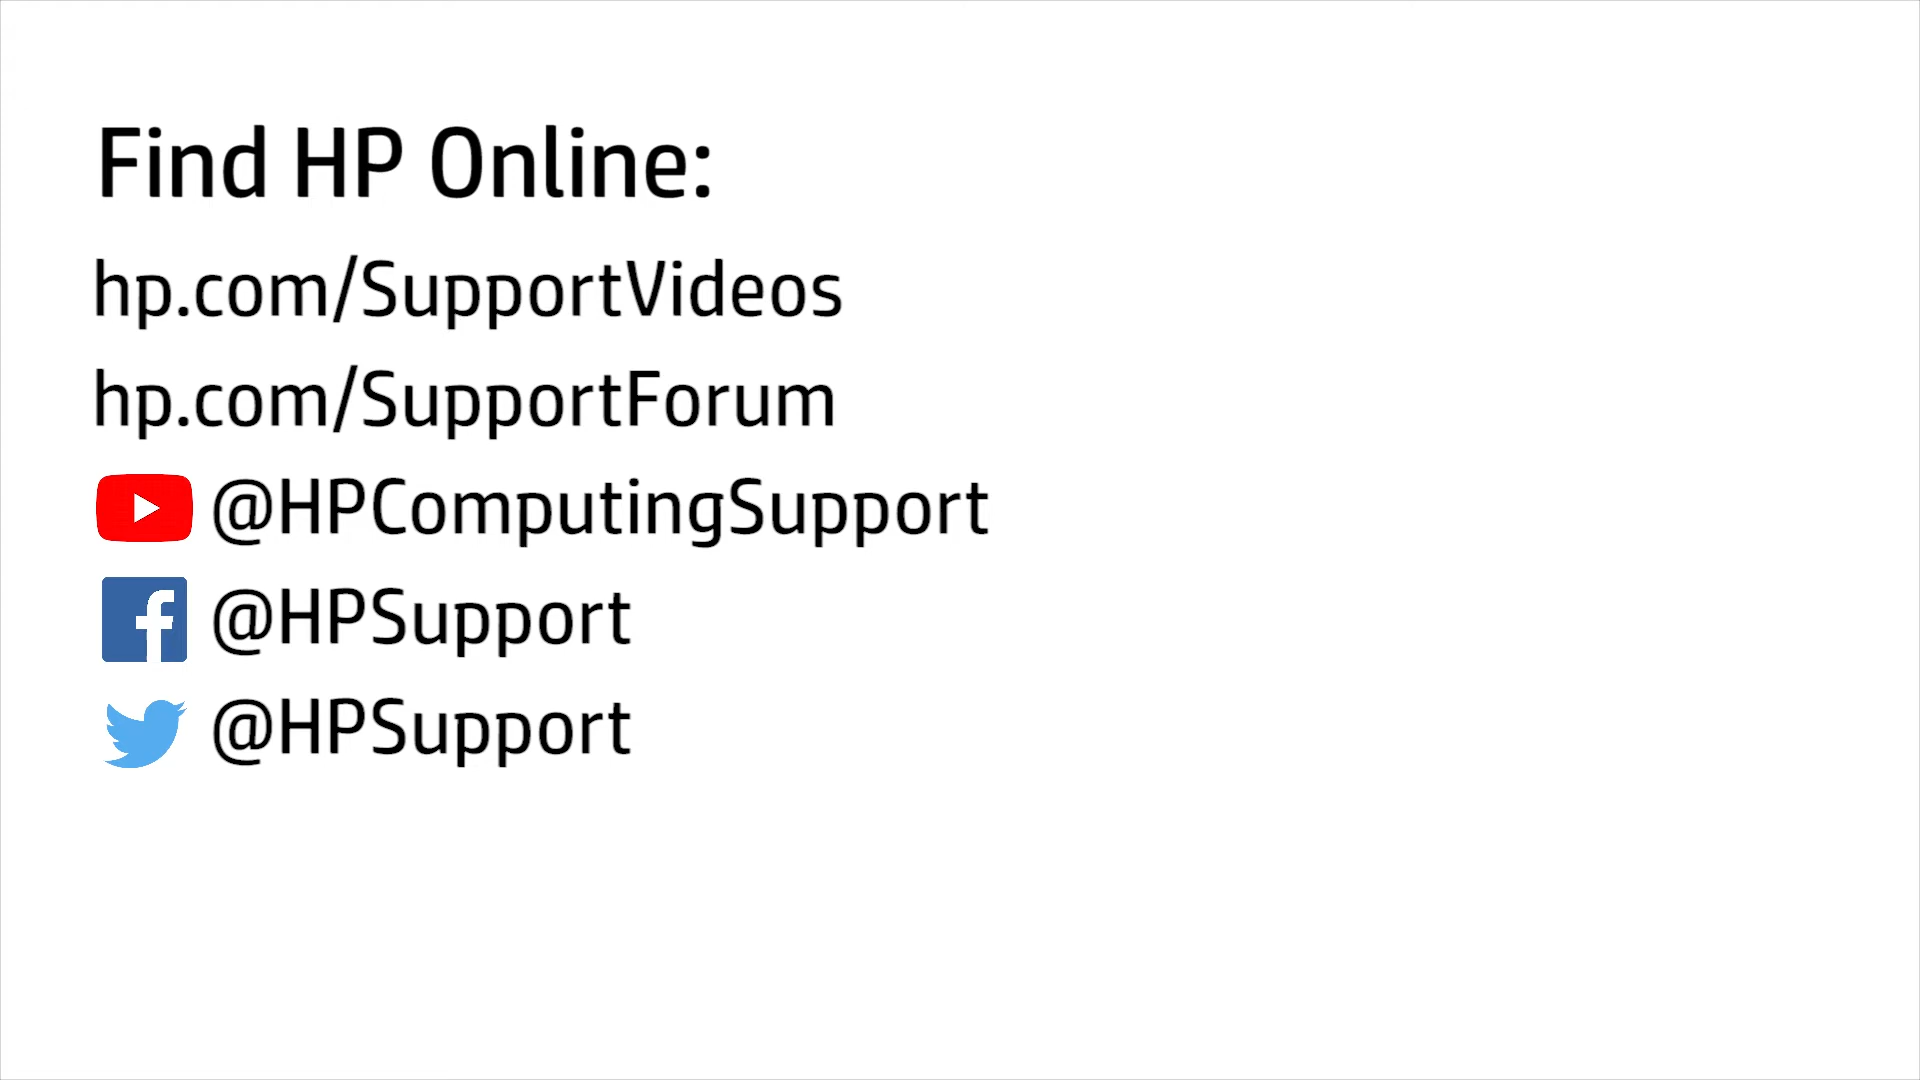 Find HP Online:
hp.com/SupportVideos
hp.com/SupportForum
@HPComputingSupport
@HPSupport
@HPSupport